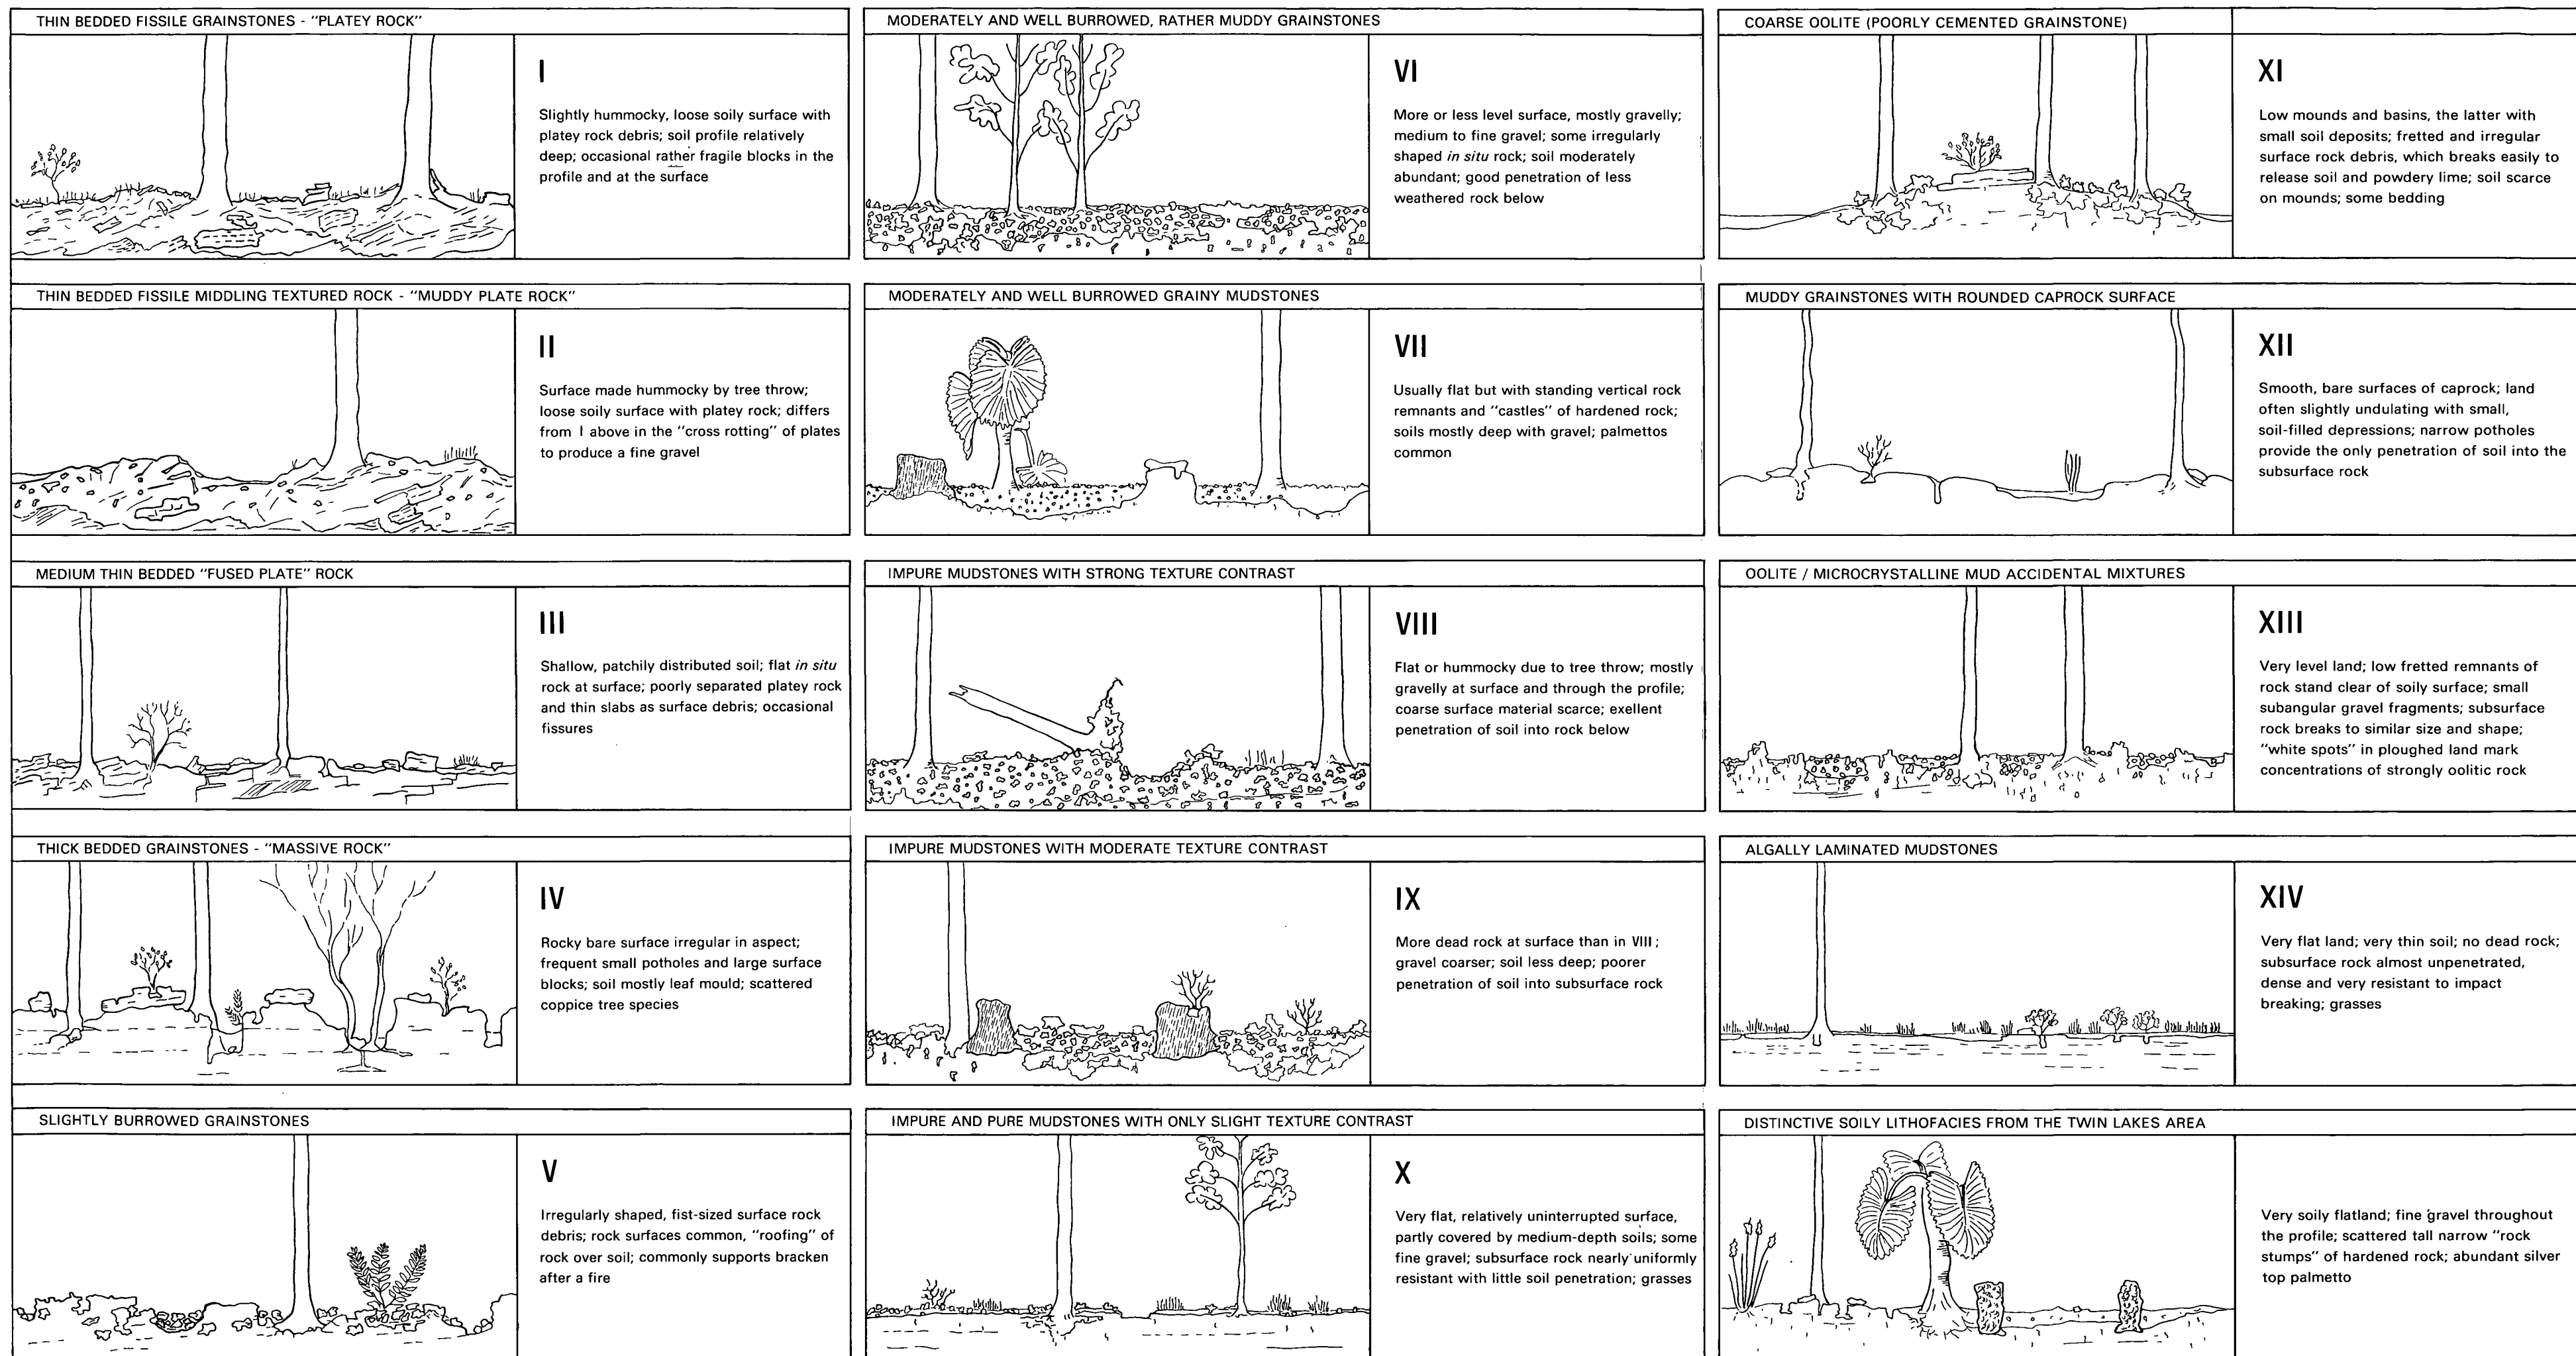 THIN BEDDED FISSILE GRAINSTONES - "PLATEY ROCK"
I
Slightly hummocky, loose soily surface with
platey rock debris; soil profile relatively
deep; occasional rather fragile blocks in the
profile and at the surface
THIN BEDDED FISSILE MIDDLING TEXTURED ROCK - "MUDDY PLATE ROCK"
II
Surface made hummocky by tree throw;
loose soily surface with platey rock; differs
from I above in the "cross rotting" of plates
to produce a fine gravel
MEDIUM THIN BEDDED "FUSED PLATE" ROCK
III
Shallow, patchily distributed soil; flat in situ
rock at surface; poorly separated platey rock
and thin slabs as surface debris; occasional
fissures
THICK BEDDED GRAINSTONES - "MASSIVE ROCK"
IV
Rocky bare surface irregular in aspect;
frequent small potholes and large surface
blocks; soil mostly leaf mould; scattered
coppice tree species
SLIGHTLY BURROWED GRAINSTONES
V
Irregularly shaped, fist-sized surface rock
debris; rock surfaces common, "roofing" of
rock over soil; commonly supports bracken
after a fire
MODERATELY AND WELL BURROWED, RATHER MUDDY GRAINSTONES
VI
More or less level surface, mostly gravelly;
medium to fine gravel; some irregularly
shaped in situ rock; soil moderately
abundant; good penetration of less
weathered rock below
MODERATELY AND WELL BURROWED GRAINY MUDSTONES
VII
Usually flat but with standing vertical rock
remnants and "castles" of hardened rock;
soils mostly deep with gravel; palmettos
common
IMPURE MUDSTONES WITH STRONG TEXTURE CONTRAST
VIII
Flat or hummocky due to tree throw; mostly
gravelly at surface and through the profile;
coarse surface material scarce; exellent
penetration of soil into rock below
IMPURE MUDSTONES WITH MODERATE TEXTURE CONTRAST
IX
More dead rock at surface than in VIII;
gravel coarser; soil less deep; poorer
penetration of soil into subsurface rock
IMPURE AND PURE MUDSTONES WITH ONLY SLIGHT TEXTURE CONTRAST
X
Very flat, relatively uninterrupted surface,
partly covered by medium-depth soils; some
fine gravel; subsurface rock nearly uniformly
resistant with little soil penetration; grasses
COARSE OOLITE (POORLY CEMENTED GRAINSTONE)
XI
Low mounds and basins, the latter with
small soil deposits; fretted and irregular
surface rock debris, which breaks easily to
release soil and powdery lime; soil scarce
on mounds; some bedding
MUDDY GRAINSTONES WITH ROUNDED CAPROCK SURFACE
XII
Smooth, bare surfaces of caprock; land
often slightly undulating with small,
soil-filled depressions; narrow potholes
provide the only penetration of soil into the
subsurface rock
OOLITE / MICROCRYSTALLINE MUD ACCIDENTAL MIXTURES
XIII
Very level land; low fretted remnants of
rock stand clear of soily surface; small
subangular gravel fragments; subsurface
rock breaks to similar size and shape;
"white spots" in ploughed land mark
concentrations of strongly oolitic rock
ALGALLY LAMINATED MUDSTONES
XIV
Very flat land; very thin soil; no dead rock;
subsurface rock almost unpenetrated,
dense and very resistant to impact
breaking; grasses
DISTINCTIVE SOILY LITHOFACIES FROM THE TWIN LAKES AREA
Very soily flatland; fine gravel throughout
the profile; scattered tall narrow "rock
stumps" of hardened rock; abundant silver
top palmetto